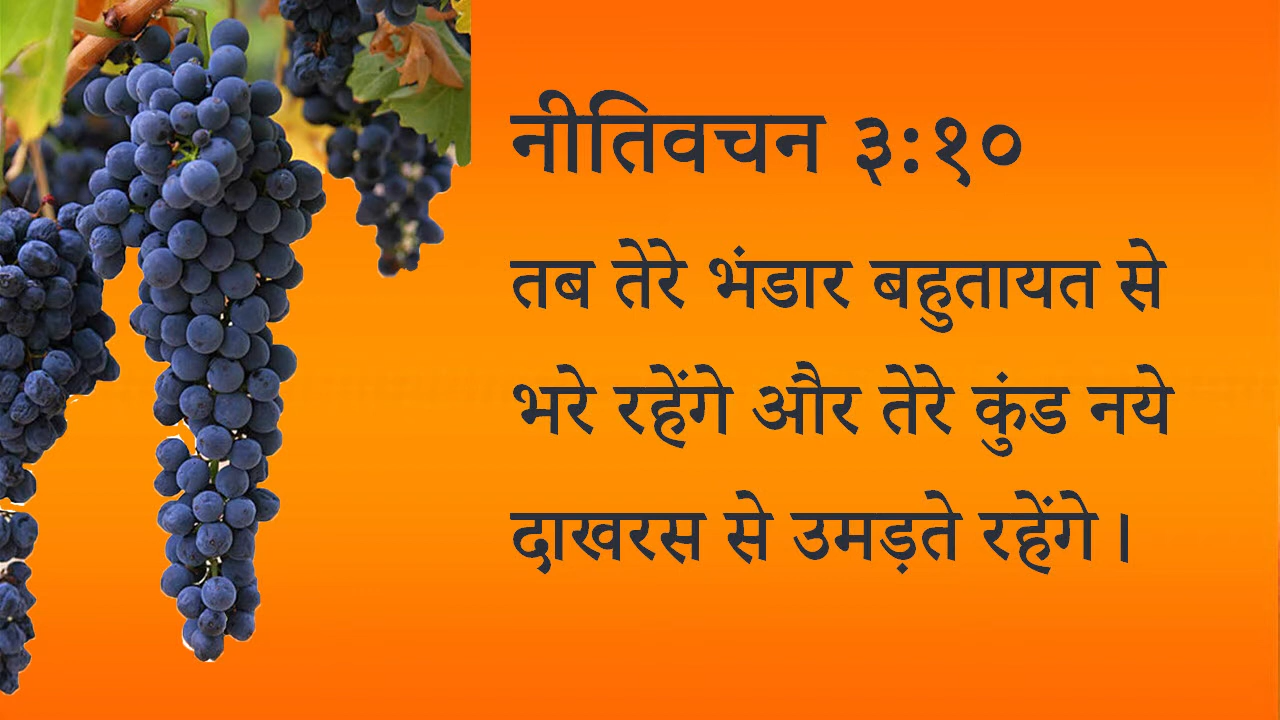 नीतिवचन ३:१०
तब तेरे भंडार बहुतायत से
भरे रहेंगे और तेरे कुंड नये
दाखरस से उमड़ते रहेंगे।